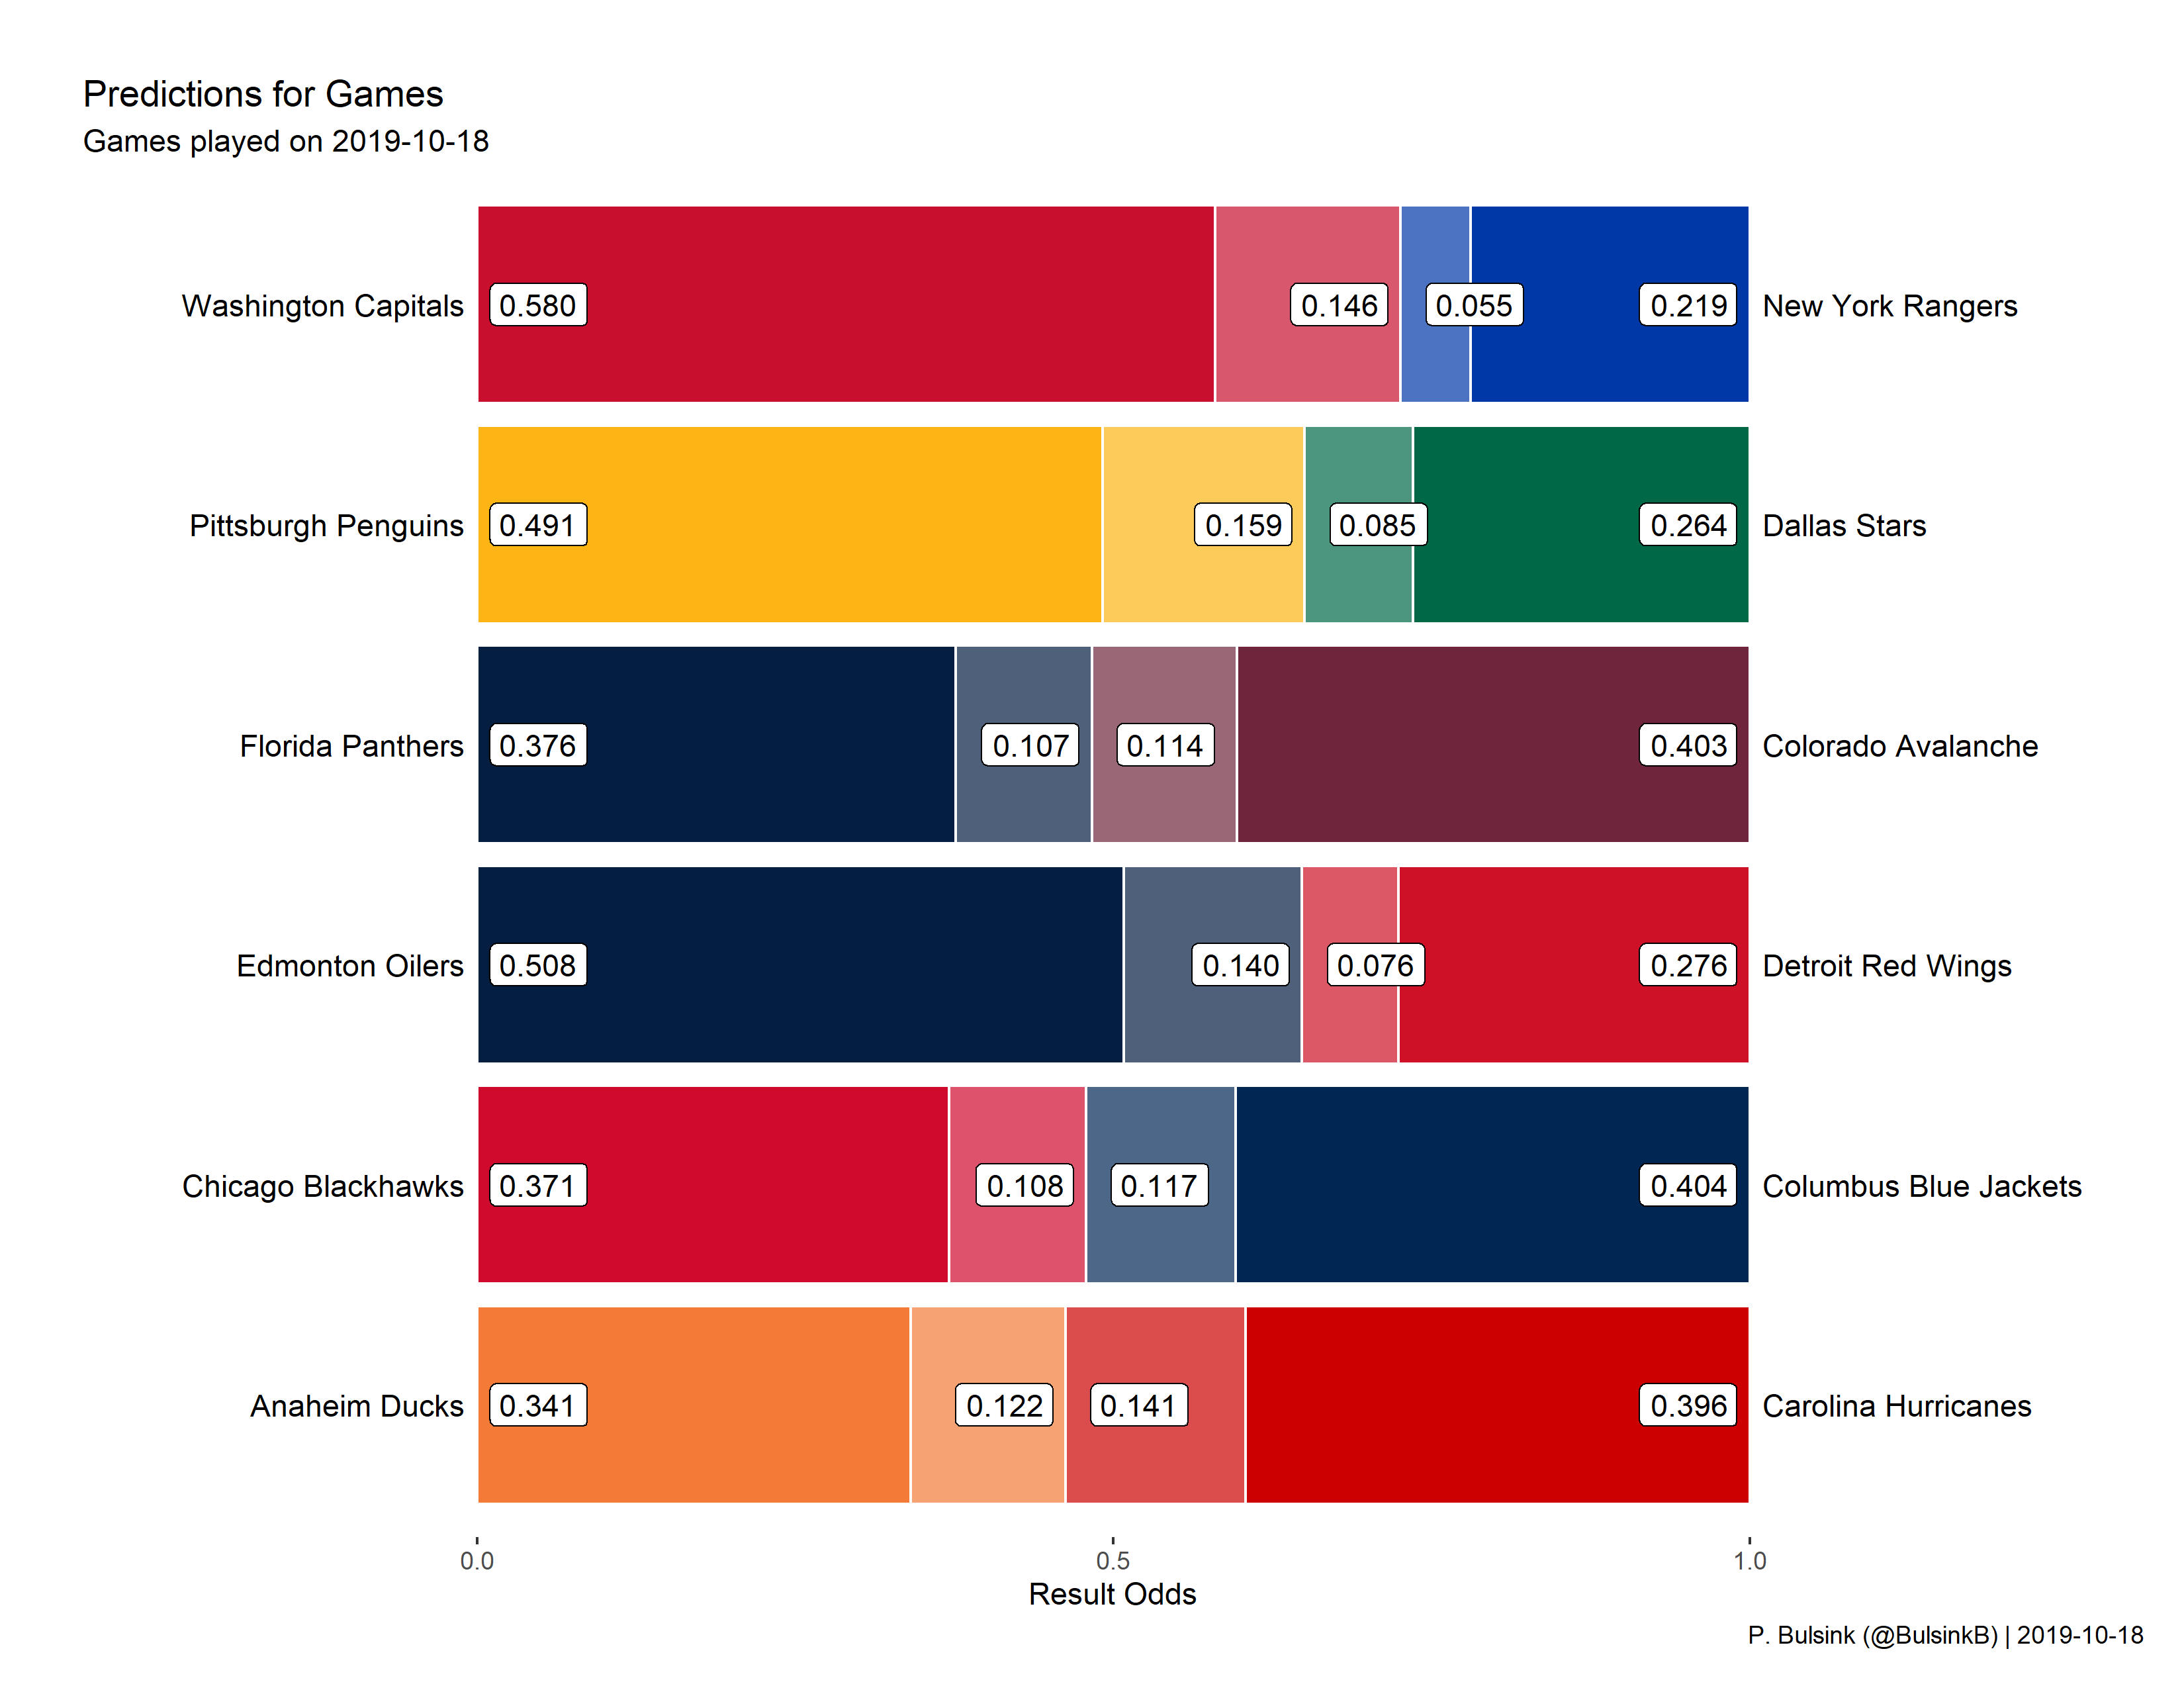 Predictions for Games
Games played on 2019-10-18
Washington Capitals 0.580 0.146 0.055 0.219 New York Rangers
Pittsburgh Penguins 0.491 0.159 0.085 0.264 Dallas Stars
Florida Panthers 0.376 0.107 0.114 0.403 Colorado Avalanche
Edmonton Oilers 0.508 0.140 0.076 0.276 Detroit Red Wings
Chicago Blackhawks 0.371 0.108 0.117 0.404 Columbus Blue Jackets
Anaheim Ducks 0.341 0.122 0.141 0.396 Carolina Hurricanes
0.0 0.5 1.0
Result Odds
P. Bulsink (@BulsinkB) | 2019-10-18